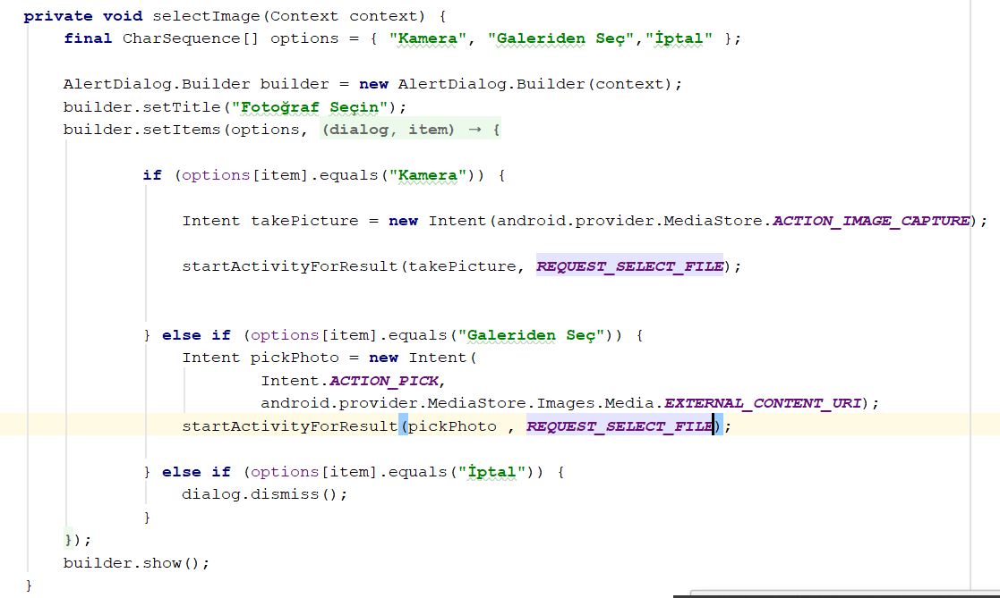 private void selectImage(Context context) {
final CharSequence[] options = { "Kamera", "Galeriden Seç","İptal" };
AlertDialog.Builder builder = new AlertDialog.Builder(context);
builder.setTitle("Fotoğraf Seçin");
builder.setItems(options, (dialog, item) → {
if (options[item].equals("Kamera")) {
Intent takePicture = new Intent(android.provider.MediaStore.ACTION_IMAGE_CAPTURE);
startActivityForResult(takePicture, REQUEST_SELECT_FILE);
} else if (options[item].equals("Galeriden Seç")) {
Intent pickPhoto = new Intent(
Intent.ACTION_PICK,
android.provider.MediaStore.Images.Media.EXTERNAL_CONTENT_URI);
startActivityForResult(pickPhoto , REQUEST_SELECT_FILE);
} else if (options[item].equals("İptal")) {
dialog.dismiss();
}
});
builder.show();
}